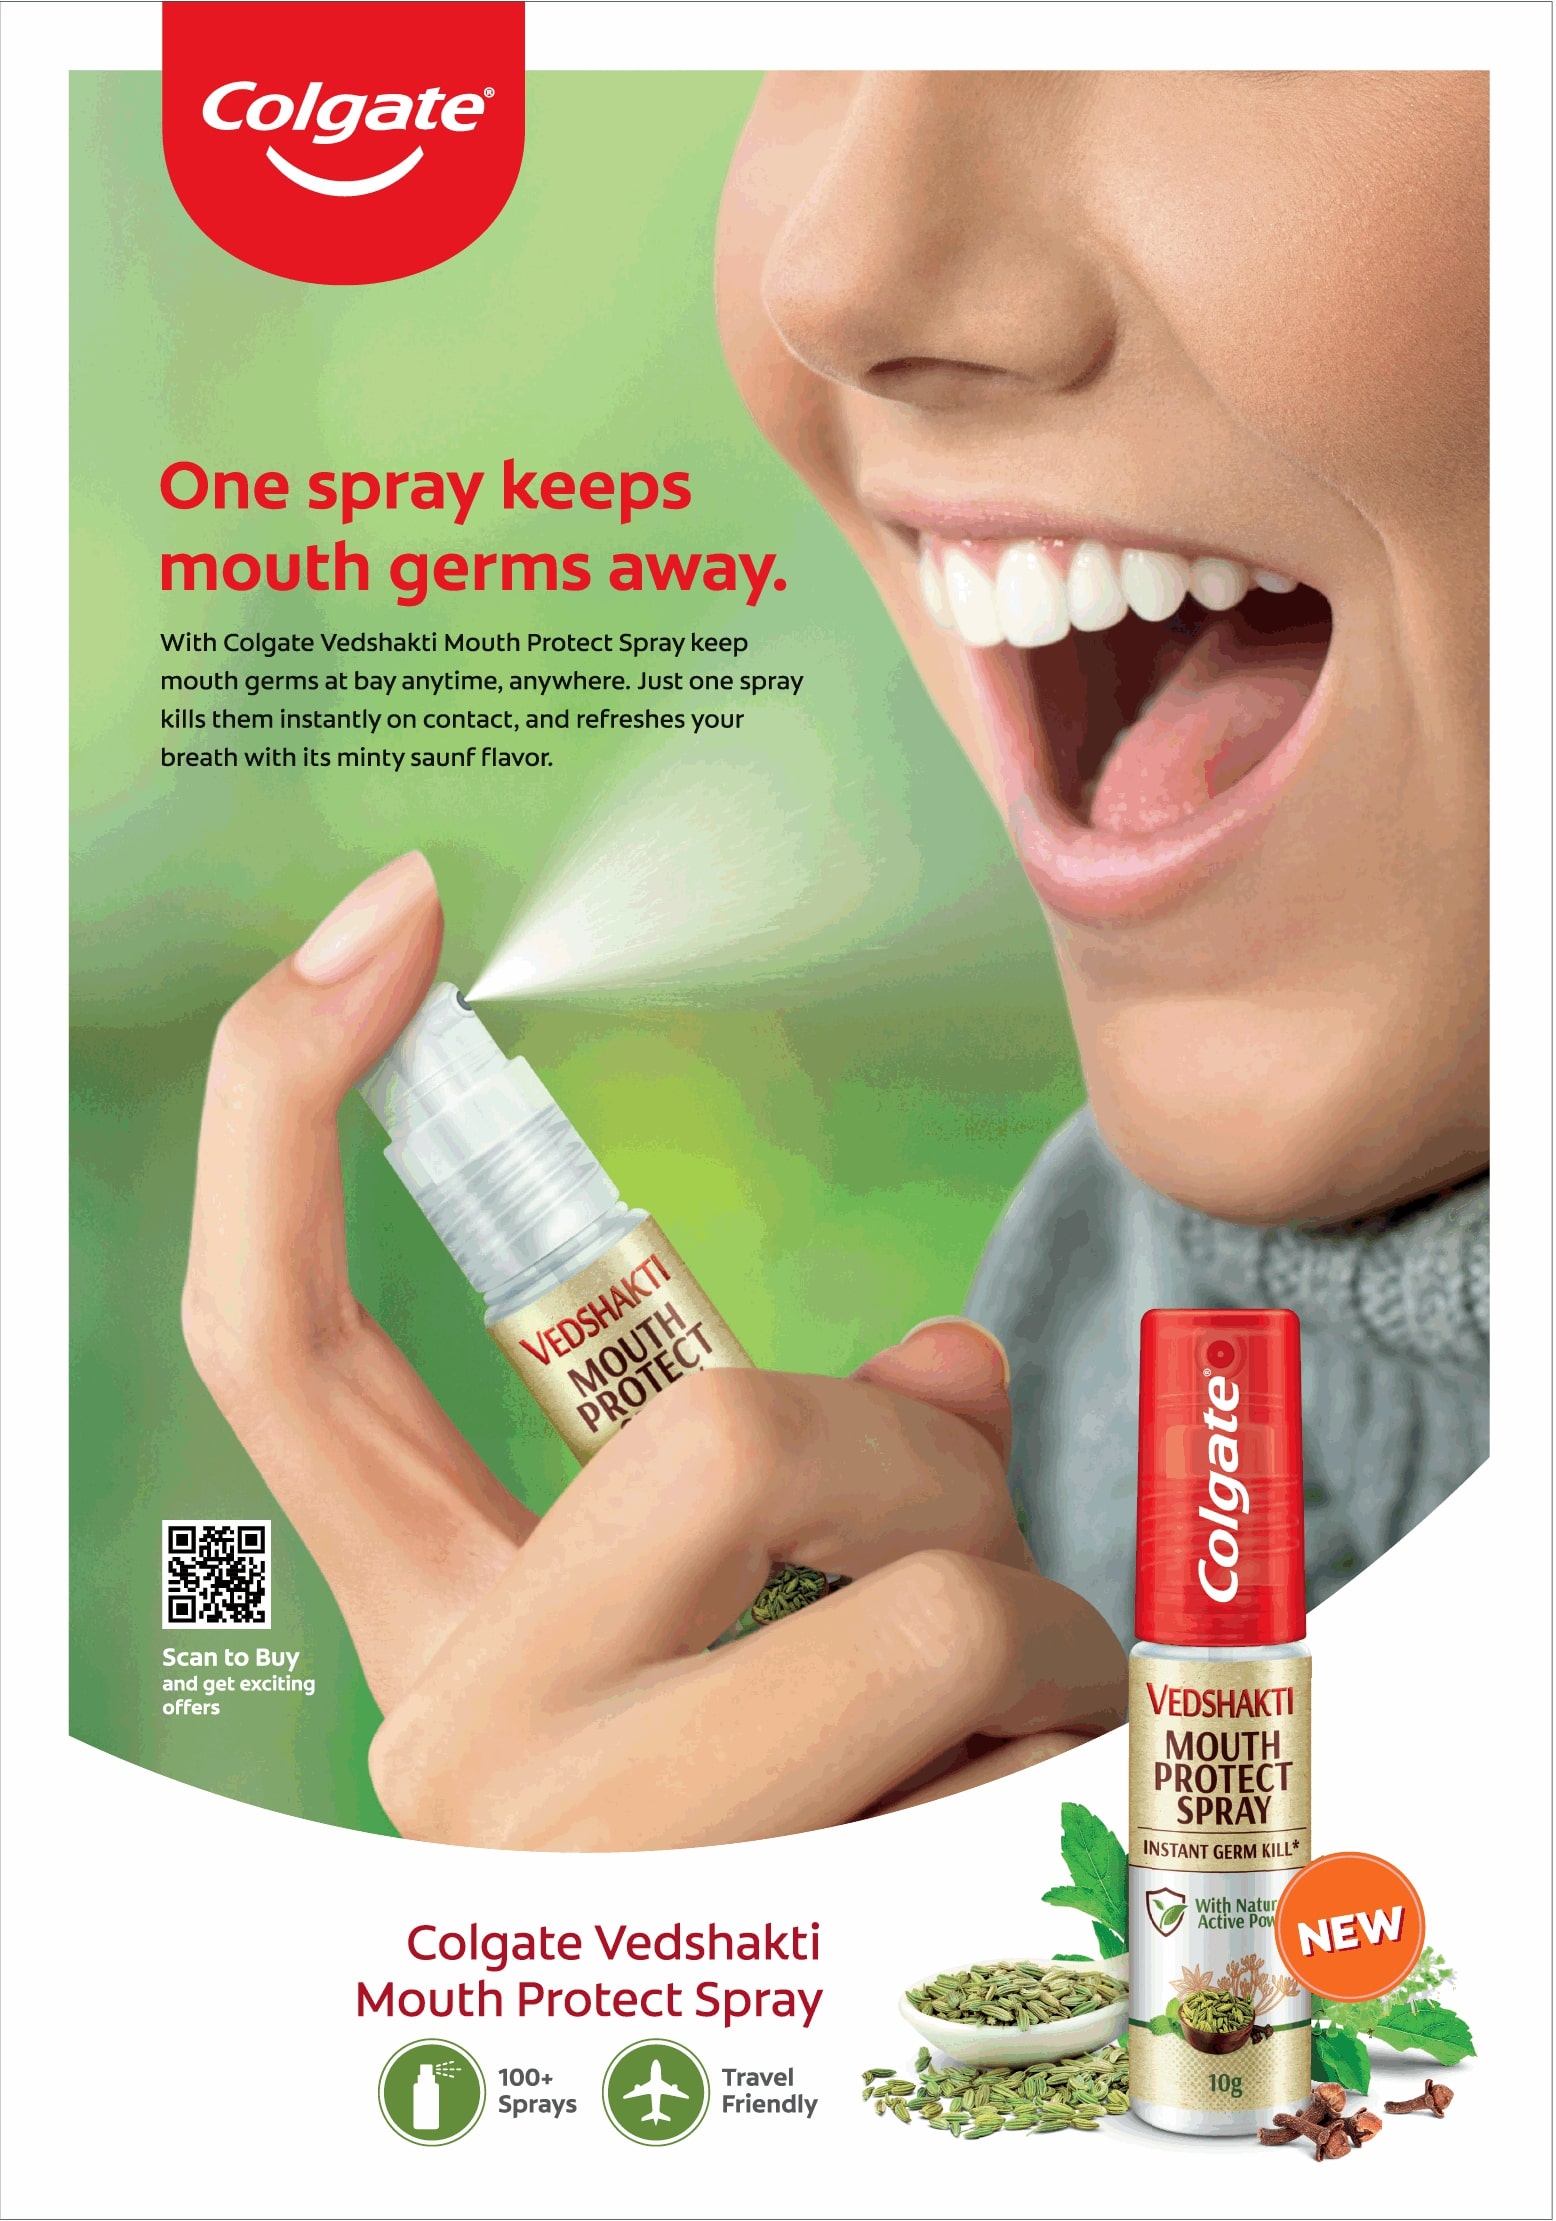 Colgate®
One spray keeps
mouth germs away.
With Colgate Vedshakti Mouth Protect Spray keep
mouth germs at bay anytime, anywhere. Just one spray
kills them instantly on contact, and refreshes your
breath with its minty saunf flavor.
VEDSHAKTI
MOUTH
PROTECT
Scan to Buy
and get exciting
offers
Colgate®
VEDSHAKTI
MOUTH
PROTECT
SPRAY
INSTANT GERM KILL*
With
Active
NEW
10g
Colgate Vedshakti
Mouth Protect Spray
100+
Sprays
Travel
Friendly